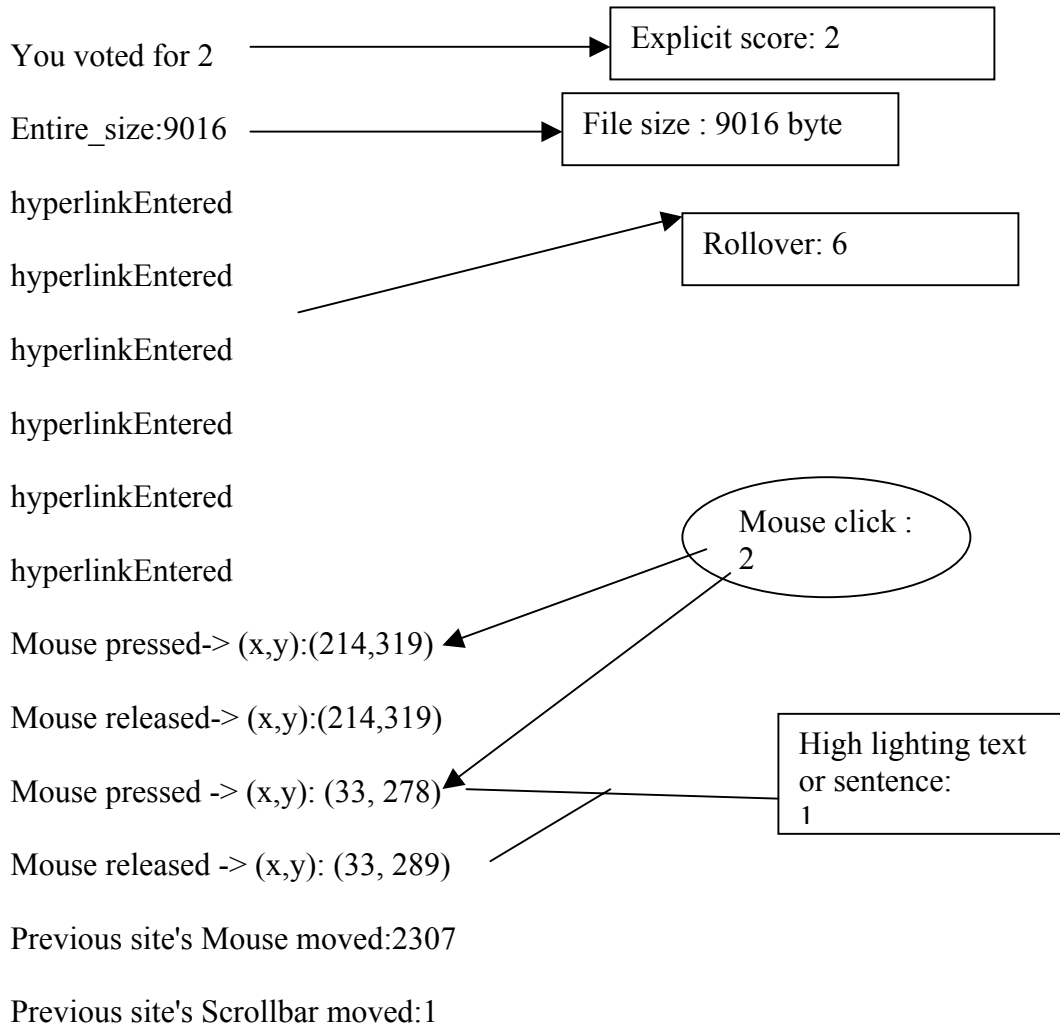 You voted for 2
Explicit score: 2
Entire_size:9016
File size : 9016 byte
hyperlinkEntered
Rollover: 6
hyperlinkEntered
hyperlinkEntered
hyperlinkEntered
hyperlinkEntered
Mouse click :
2
hyperlinkEntered
Mouse pressed-> (x,y):(214,319)
Mouse released-> (x,y):(214,319)
High lighting text
or sentence:
1
Mouse pressed -> (x,y): (33, 278)
Mouse released -> (x,y): (33, 289)
Previous site's Mouse moved:2307
Previous site's Scrollbar moved:1